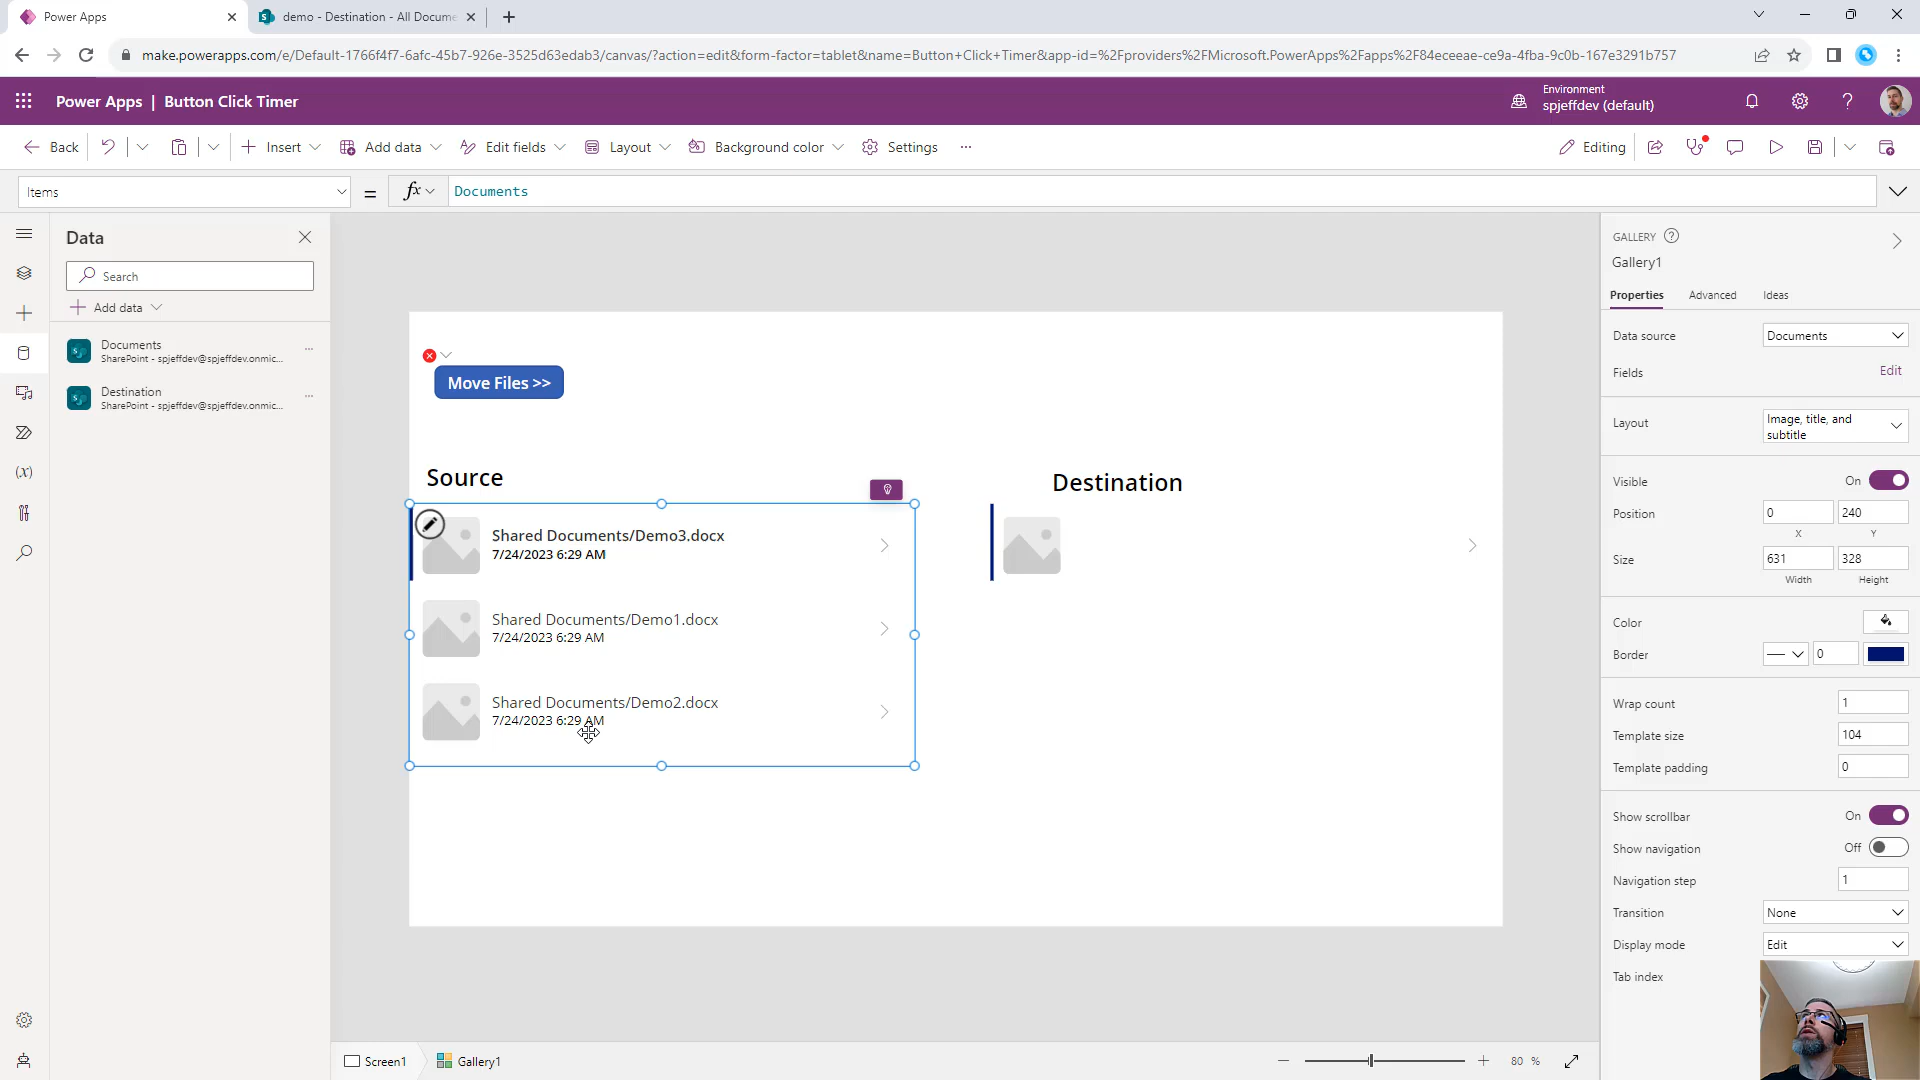 Power Apps
demo - Destination - All Docume
make.powerapps.com/e/Default-1766f4f7-6afc-45b7-926e-3525d63edab3/canvas/?action=edit&form-factor=tablet&name=Button+Click+Timer&app-id=%2Fproviders%2FMicrosoft.PowerApps%2Fapps%2F84eceeae-ce9a-4fba-9c0b-167e3291b757
Power Apps | Button Click Timer
Environment
spjeffdev (default)
Back
Insert
Add data
Edit fields
Layout
Background color
Settings
Editing
Items
=
fx
Documents
Data
Search
Add data
Documents
SharePoint - spjeffdev@spjeffdev.onmic...
Destination
SharePoint - spjeffdev@spjeffdev.onmic...
Move Files >>
Source
Destination
Shared Documents/Demo3.docx
7/24/2023 6:29 AM
Shared Documents/Demo1.docx
7/24/2023 6:29 AM
Shared Documents/Demo2.docx
7/24/2023 6:29 AM
GALLERY
Gallery1
Properties
Advanced
Ideas
Data source
Documents
Fields
Edit
Layout
Image, title, and
subtitle
Visible
On
Position
0
240
X
Y
Size
631
328
Width
Height
Color
Border
0
Wrap count
1
Template size
104
Template padding
0
Show scrollbar
On
Show navigation
Off
Navigation step
1
Transition
None
Display mode
Edit
Tab index
Screen1
Gallery1
80 %